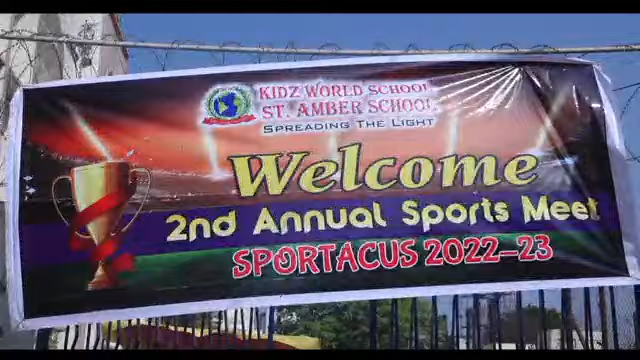 KIDZ WORLD SCHOOL
ST. AMBER SCHOOL
SPREADING THE LIGHT
Welcome
2nd Annual Sports Meet
SPORTACUS 2022-23